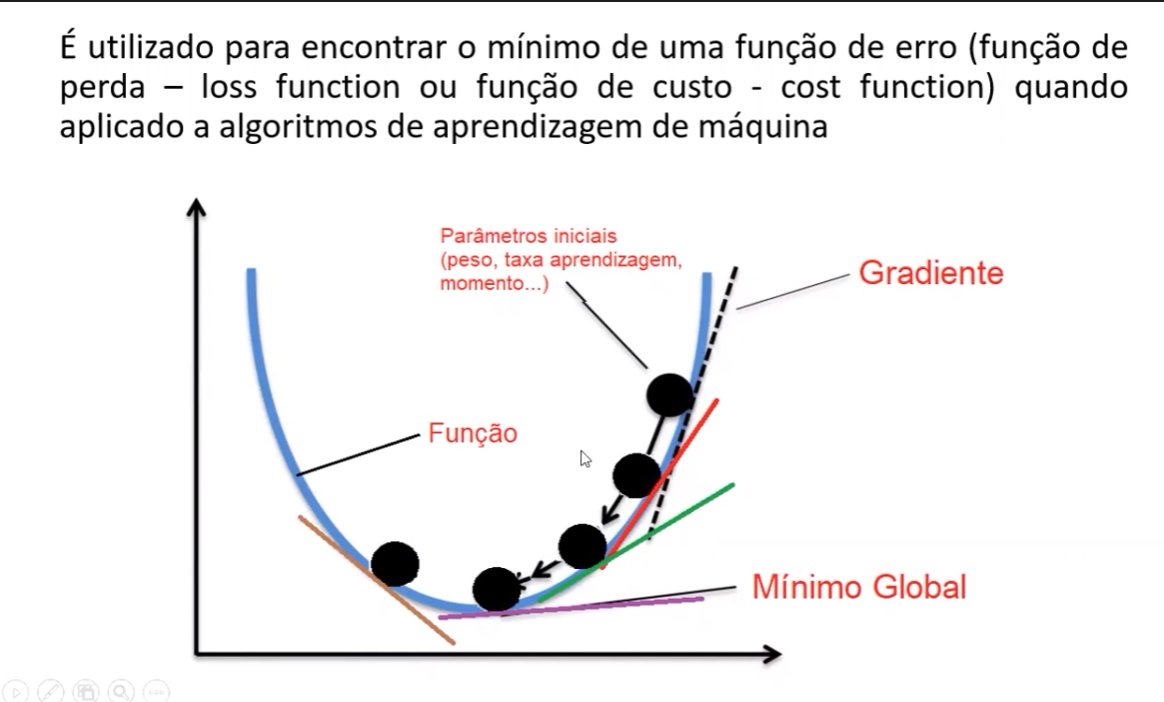 É utilizado para encontrar o mínimo de uma função de erro (função de
perda – loss function ou função de custo - cost function) quando
aplicado a algoritmos de aprendizagem de máquina
Parâmetros iniciais
(peso, taxa aprendizagem,
momento...)
Gradiente
Função
Mínimo Global